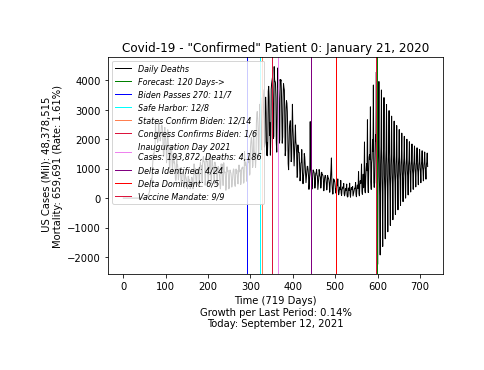 Covid-19 - "Confirmed" Patient 0: January 21, 2020
US Cases (Mil): 48,378,515
Mortality: 659,691 (Rate: 1.61%)
4000
3000
2000
1000
0
−1000
−2000
Daily Deaths
Forecast: 120 Days->
Biden Passes 270: 11/7
Safe Harbor: 12/8
States Confirm Biden: 12/14
Congress Confirms Biden: 1/6
Inauguration Day 2021
Cases: 193,872, Deaths: 4,186
Delta Identified: 4/24
Delta Dominant: 6/5
Vaccine Mandate: 9/9
0 100 200 300 400 500 600 700
Time (719 Days)
Growth per Last Period: 0.14%
Today: September 12, 2021